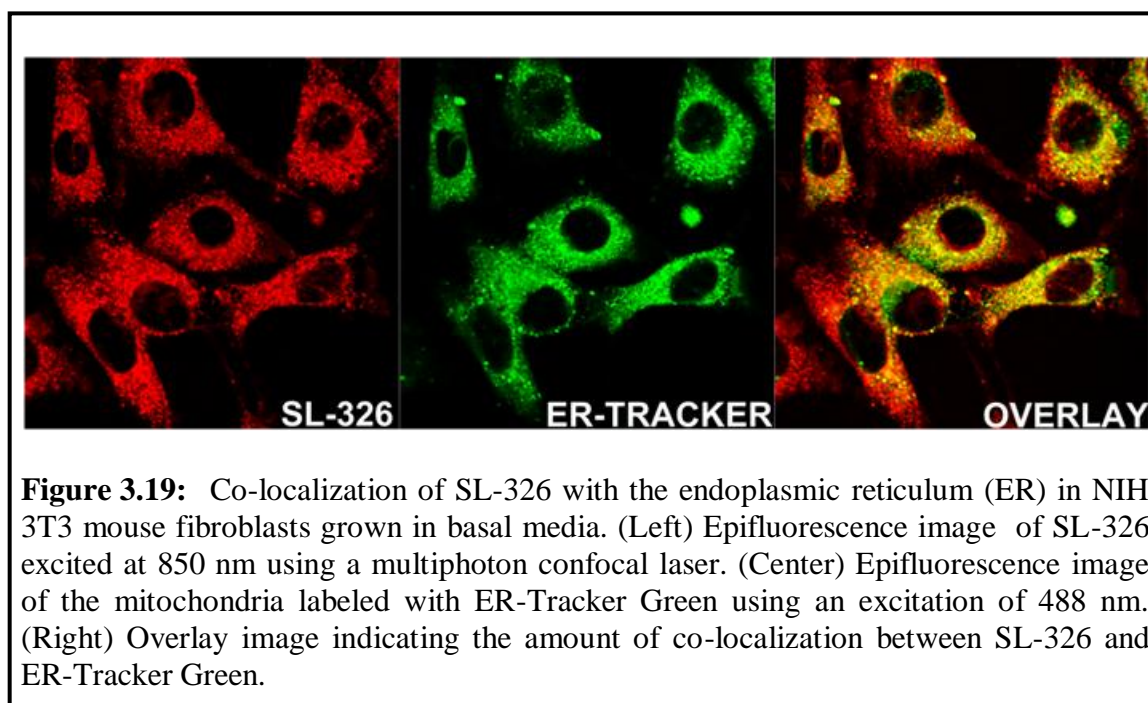 SL-326 ER-TRACKER OVERLAY
Figure 3.19: Co-localization of SL-326 with the endoplasmic reticulum (ER) in NIH
3T3 mouse fibroblasts grown in basal media. (Left) Epifluorescence image of SL-326
excited at 850 nm using a multiphoton confocal laser. (Center) Epifluorescence image
of the mitochondria labeled with ER-Tracker Green using an excitation of 488 nm.
(Right) Overlay image indicating the amount of co-localization between SL-326 and
ER-Tracker Green.